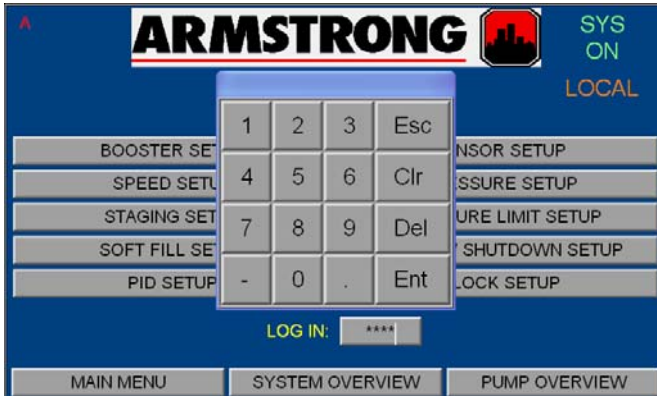 A
ARMSTRONG
SYS
ON
LOCAL
1 2 3 Esc
4 5 6 Clr
7 8 9 Del
- 0 . Ent
BOOSTER SET
NSOR SETUP
SPEED SETU
SSURE SETUP
STAGING SET
URE LIMIT SETUP
SOFT FILL SE
SHUTDOWN SETUP
PID SETUP
LOCK SETUP
LOG IN: ****
MAIN MENU
SYSTEM OVERVIEW
PUMP OVERVIEW